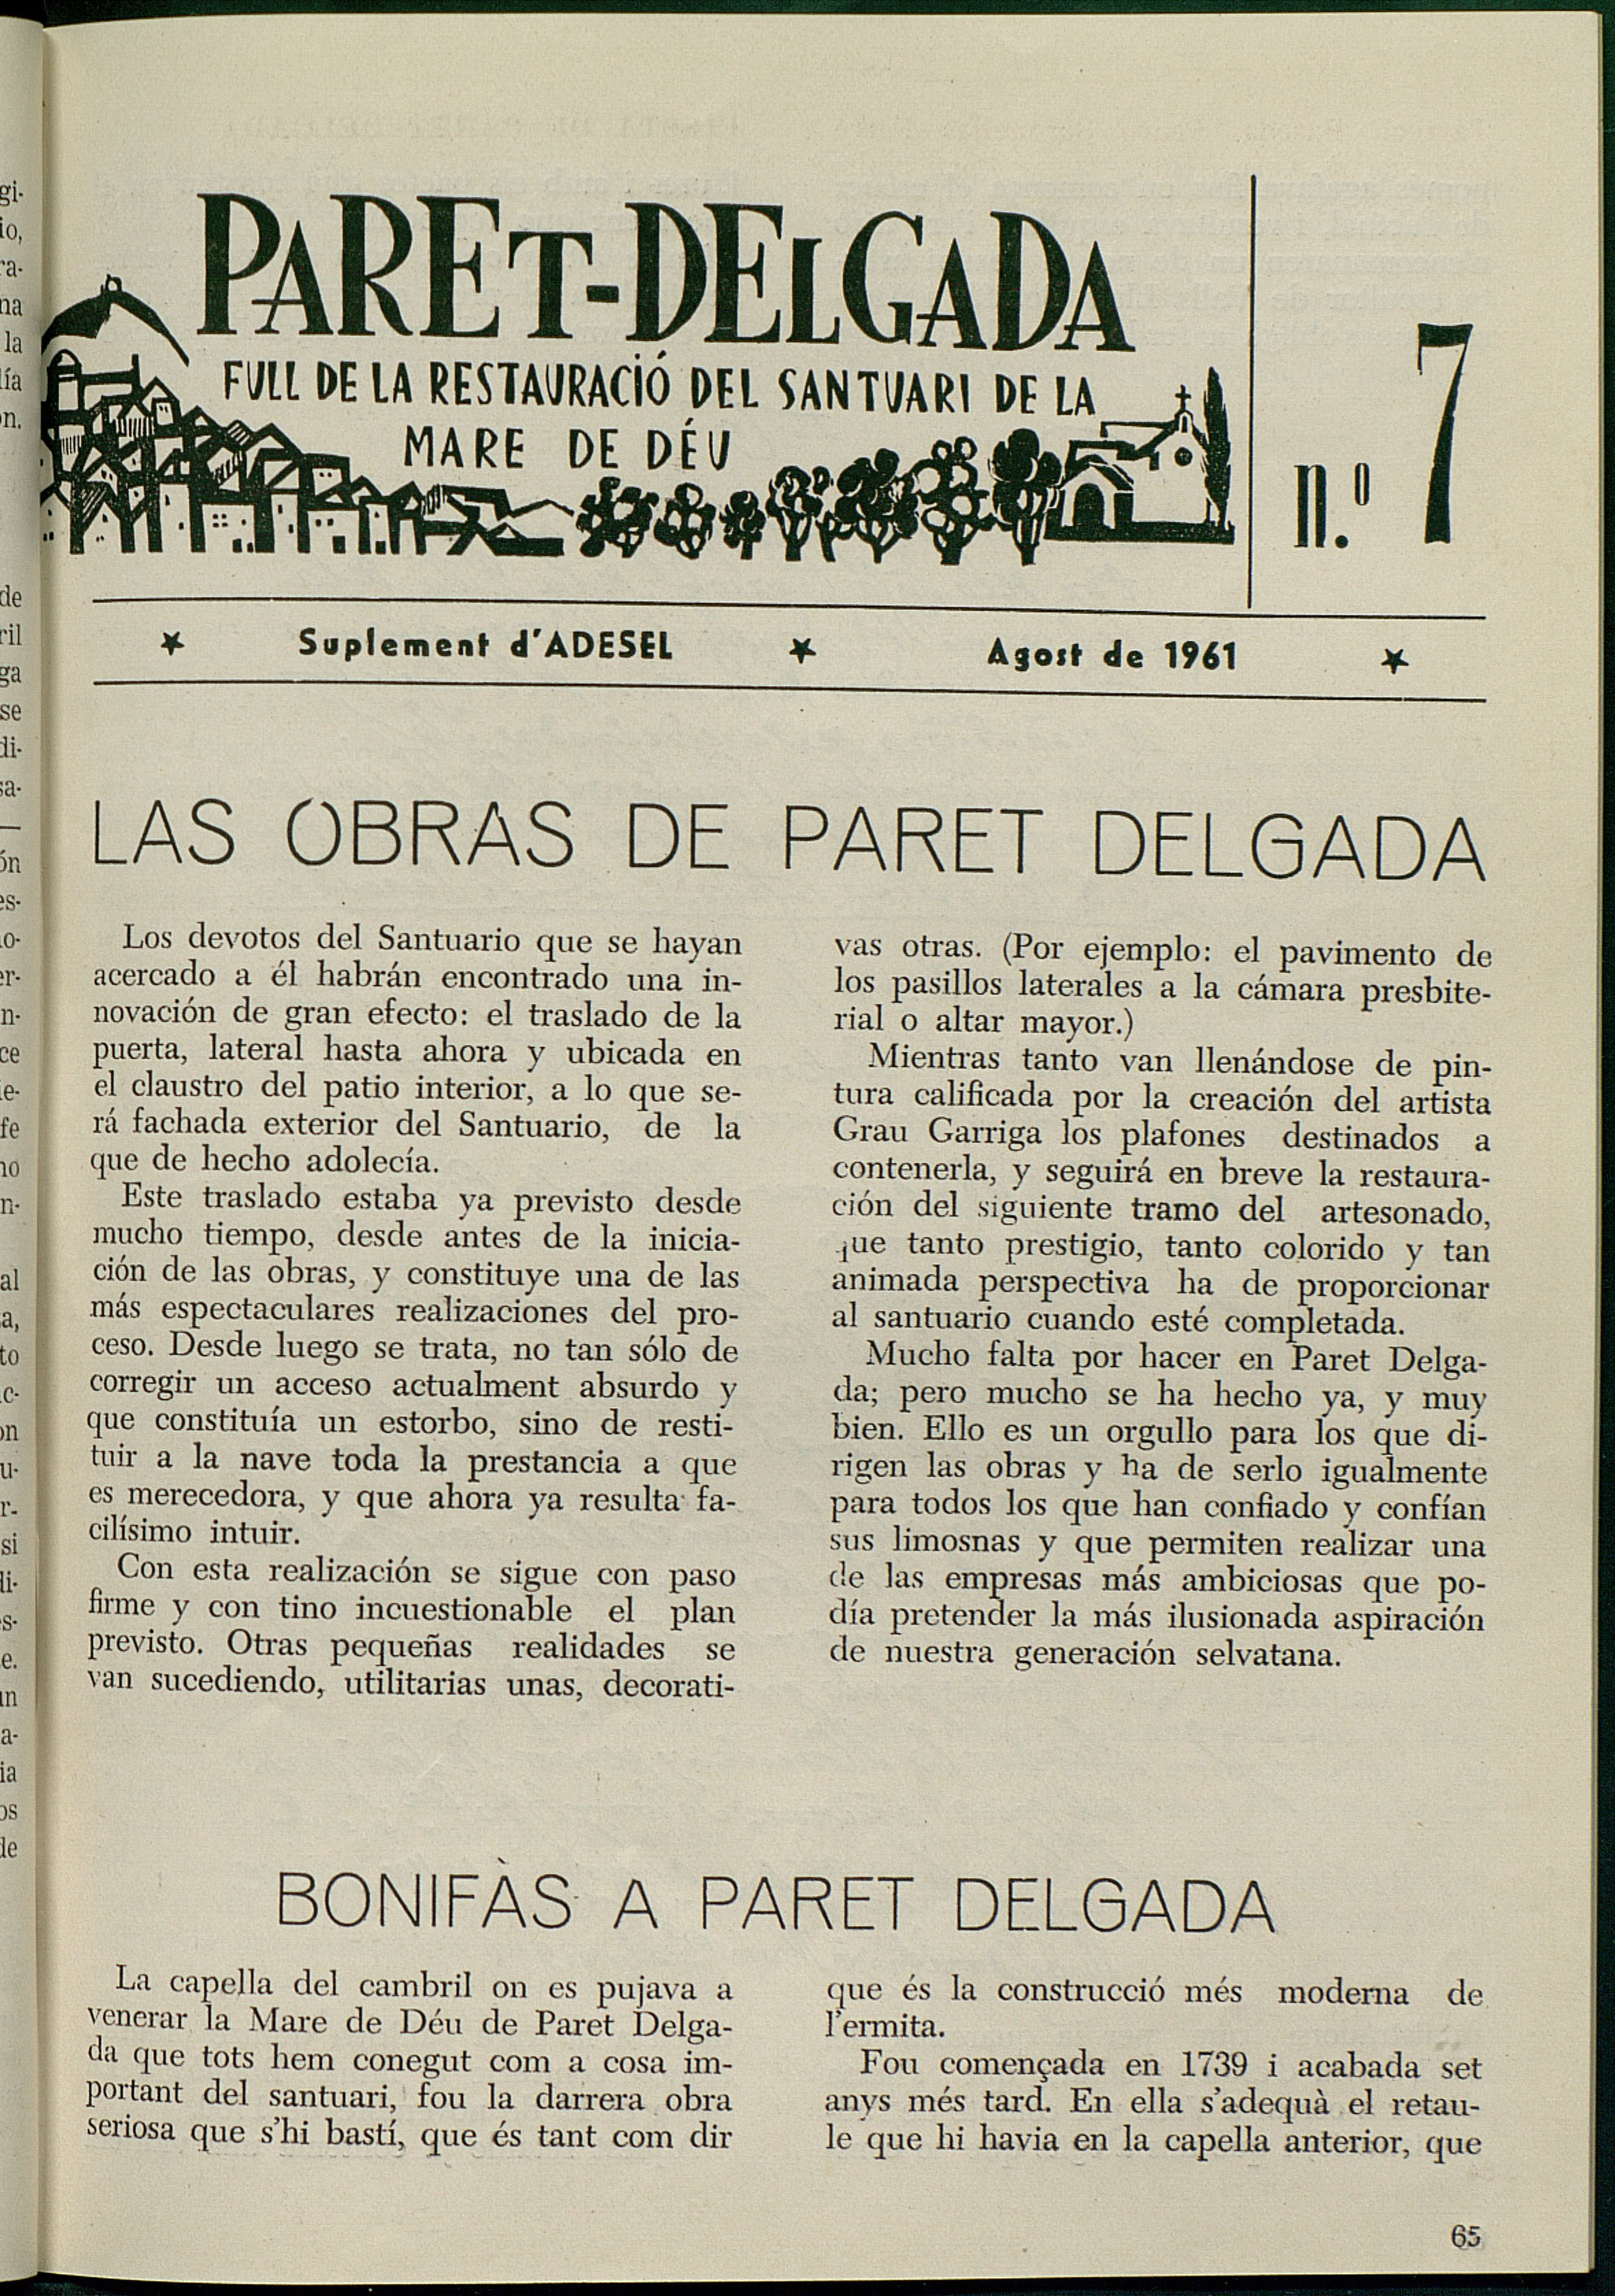 PARET-DELGADA
FULL DE LA RESTAURACIÓ DEL SANTUARI DE LA
MARE DE DÉU
n.º 7
Suplement d'ADESEL
Agost de 1961
LAS OBRAS DE PARET DELGADA
Los devotos del Santuario que se hayan
acercado a él habrán encontrado una in-
novación de gran efecto: el traslado de la
puerta, lateral hasta ahora y ubicada en
el claustro del patio interior, a lo que se-
rá fachada exterior del Santuario, de la
que de hecho adolecía.
Este traslado estaba ya previsto desde
mucho tiempo, desde antes de la inicia-
ción de las obras, y constituye una de las
más espectaculares realizaciones del pro-
ceso. Desde luego se trata, no tan sólo de
corregir un acceso actualment absurdo y
que constituía un estorbo, sino de resti-
tuir a la nave toda la prestancia a que
es merecedora, y que ahora ya resulta fa-
cilísimo intuir.
Con esta realización se sigue con paso
firme y con tino incuestionable el plan
previsto. Otras pequeñas realidades se
van sucediendo, utilitarias unas, decorati-
vas otras. (Por ejemplo: el pavimento de
los pasillos laterales a la cámara presbite-
rial o altar mayor.)
Mientras tanto van llenándose de pin-
tura calificada por la creación del artista
Grau Garriga los plafones destinados a
contenerla, y seguirá en breve la restaura-
ción del siguiente tramo del artesonado,
que tanto prestigio, tanto colorido y tan
animada perspectiva ha de proporcionar
al santuario cuando esté completada.
Mucho falta por hacer en Paret Delga-
da; pero mucho se ha hecho ya, y muy
bien. Ello es un orgullo para los que di-
rigen las obras y ha de serlo igualmente
para todos los que han confiado y confían
sus limosnas y que permiten realizar una
de las empresas más ambiciosas que po-
día pretender la más ilusionada aspiración
de nuestra generación selvatana.
BONIFÀS A PARET DELGADA
La capella del cambril on es pujava a
venerar la Mare de Déu de Paret Delga-
da que tots hem conegut com a cosa im-
portant del santuari, fou la darrera obra
seriosa que s'hi bastí, que és tant com dir
que és la construcció més moderna de
l'ermita.
Fou començada en 1739 i acabada set
anys més tard. En ella s'adequà el retau-
le que hi havia en la capella anterior, que
65